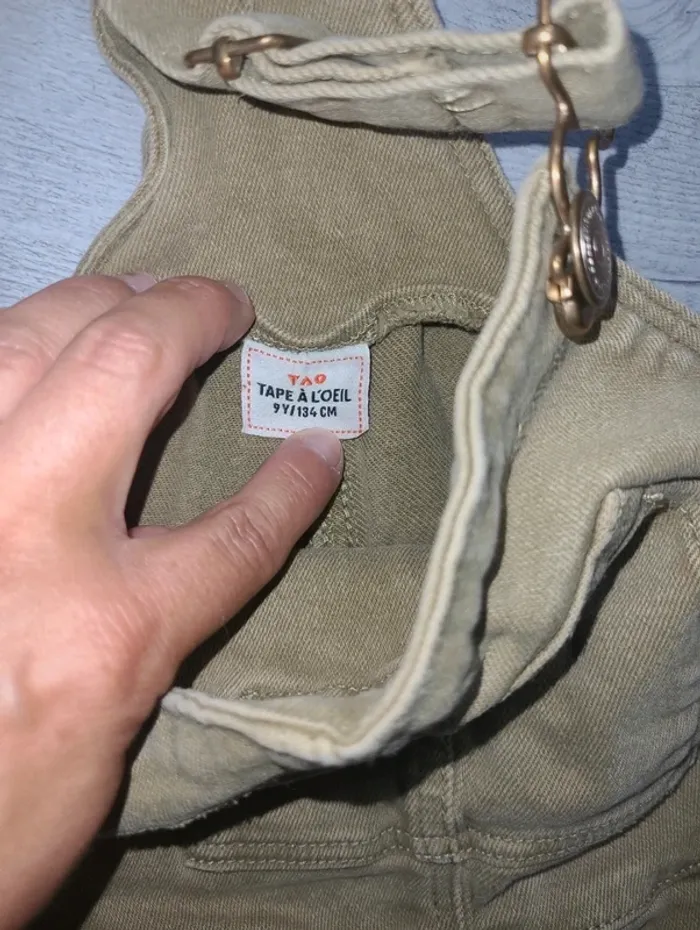 TAO
TAPE À L'OEIL
9Y/134 CM